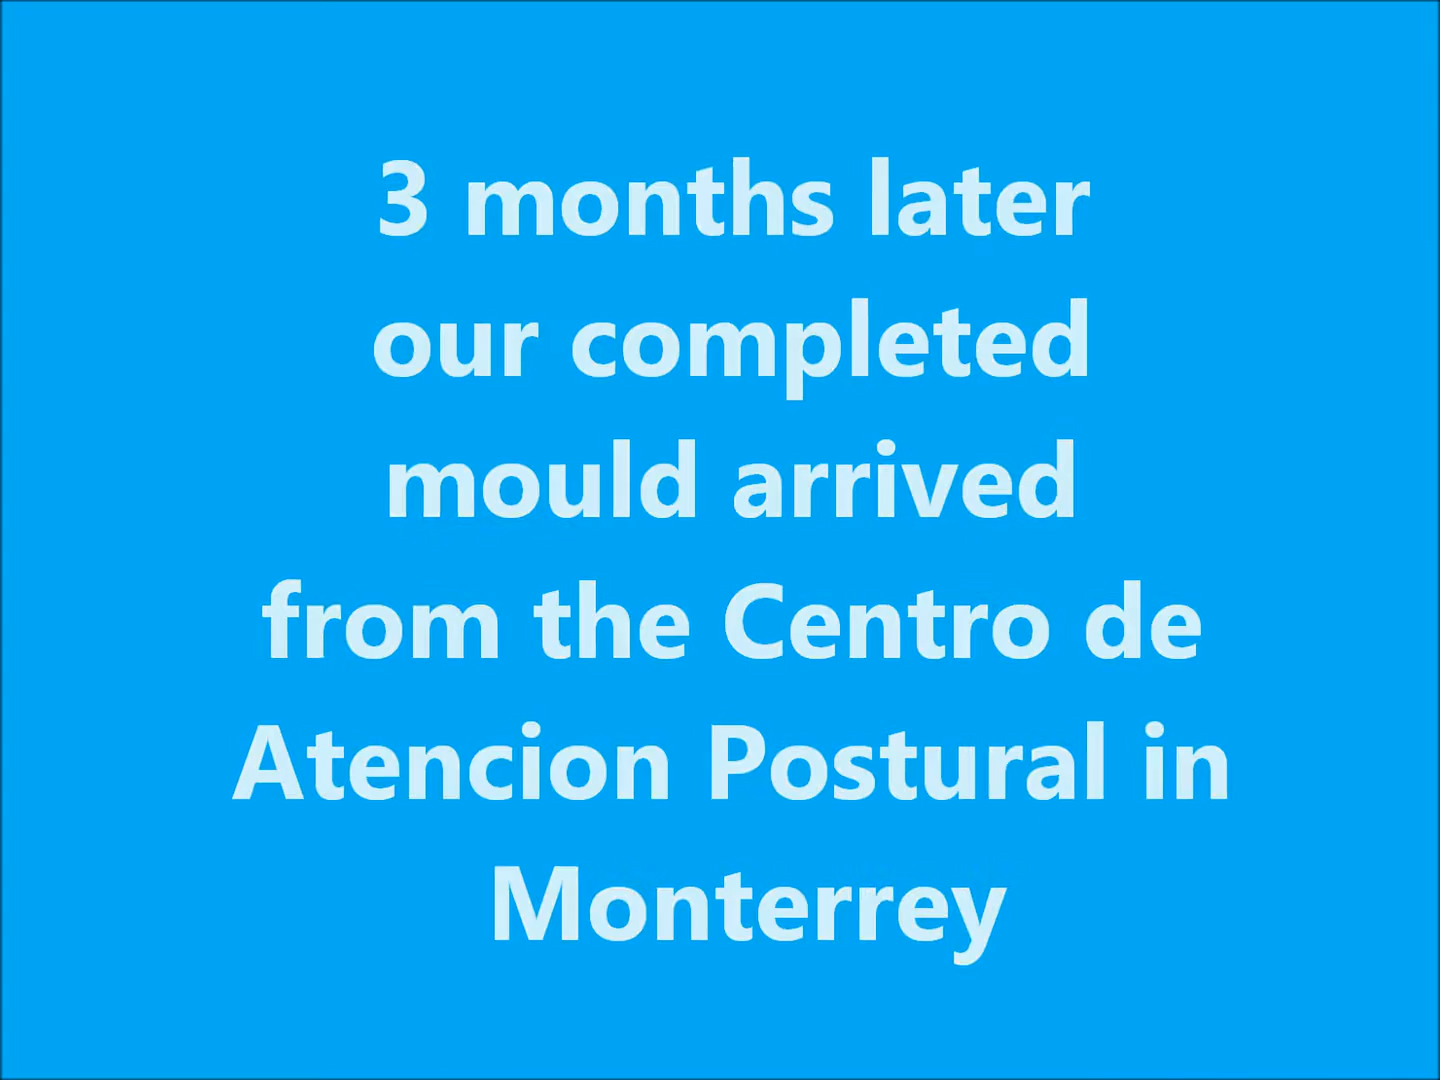 3 months later
our completed
mould arrived
from the Centro de
Atencion Postural in
Monterrey